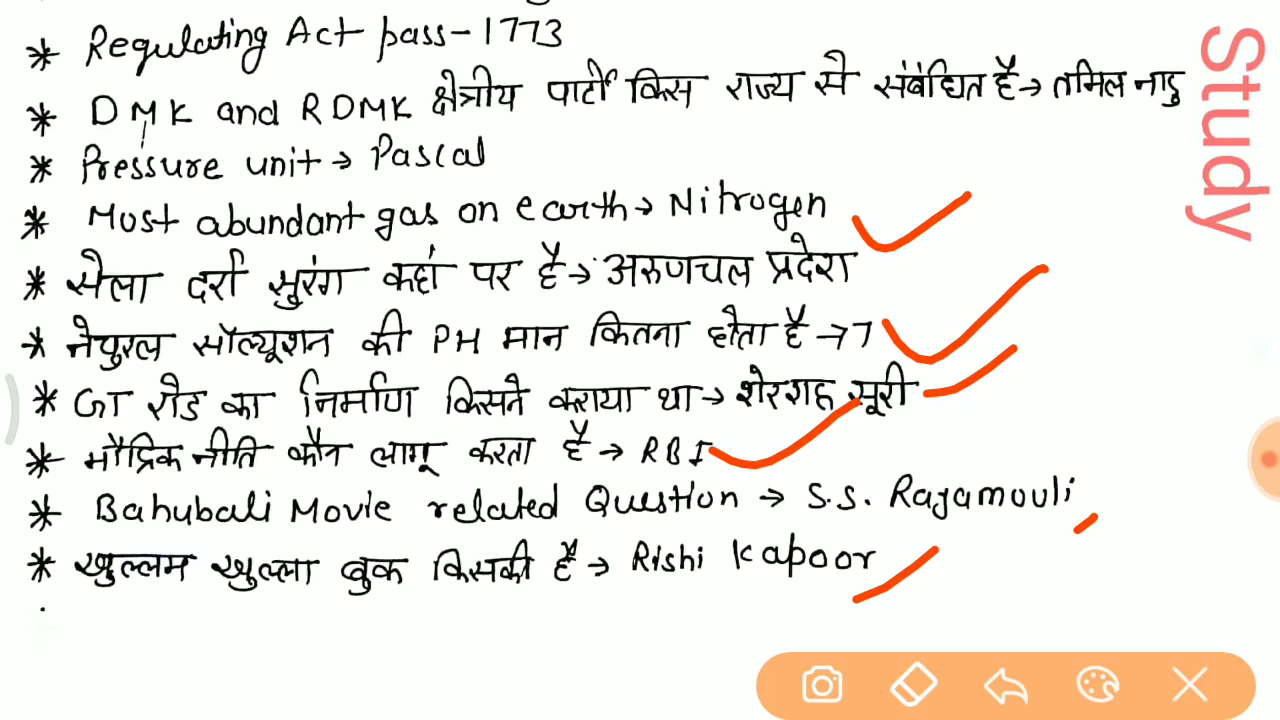 * Regulating Act pass-1773
* DMK and RDMK क्षेत्रीय पार्टी किस राज्य से संबंधित है→ तमिल नाडु
* Pressure unit → Pascal
* Most abundant gas on earth→ Nitrogen
* सेला दर्रा सुरंग कहां पर है→ अरुणचल प्रदेश
* नेचुरल सॉल्यूशन की PH मान कितना होता है →7
* GT रोड का निर्माण किसने कराया था→ शेरशाह सूरी
* मौद्रिक नीति कौन लागू करता है → RBI
* Bahubali Movie related Question → S.S. Rajamouli
* खुल्लम खुल्ला बुक किसकी है → Rishi Kapoor
Study